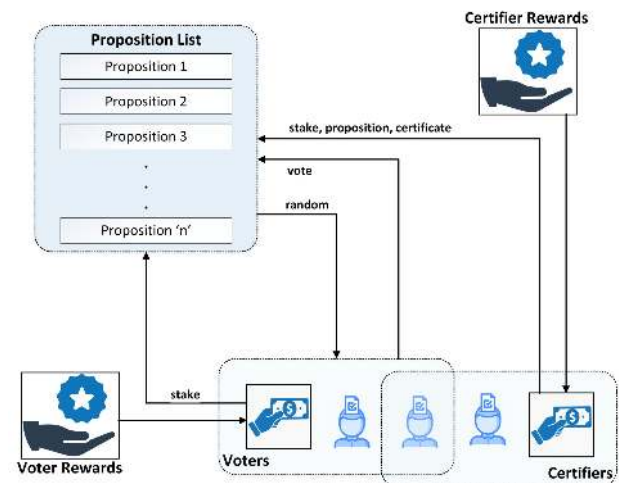 Certifier Rewards
Proposition List
Proposition 1
Proposition 2
Proposition 3
.
.
.
Proposition 'n'
stake, proposition, certificate
vote
random
stake
Voter Rewards
Voters
Certifiers